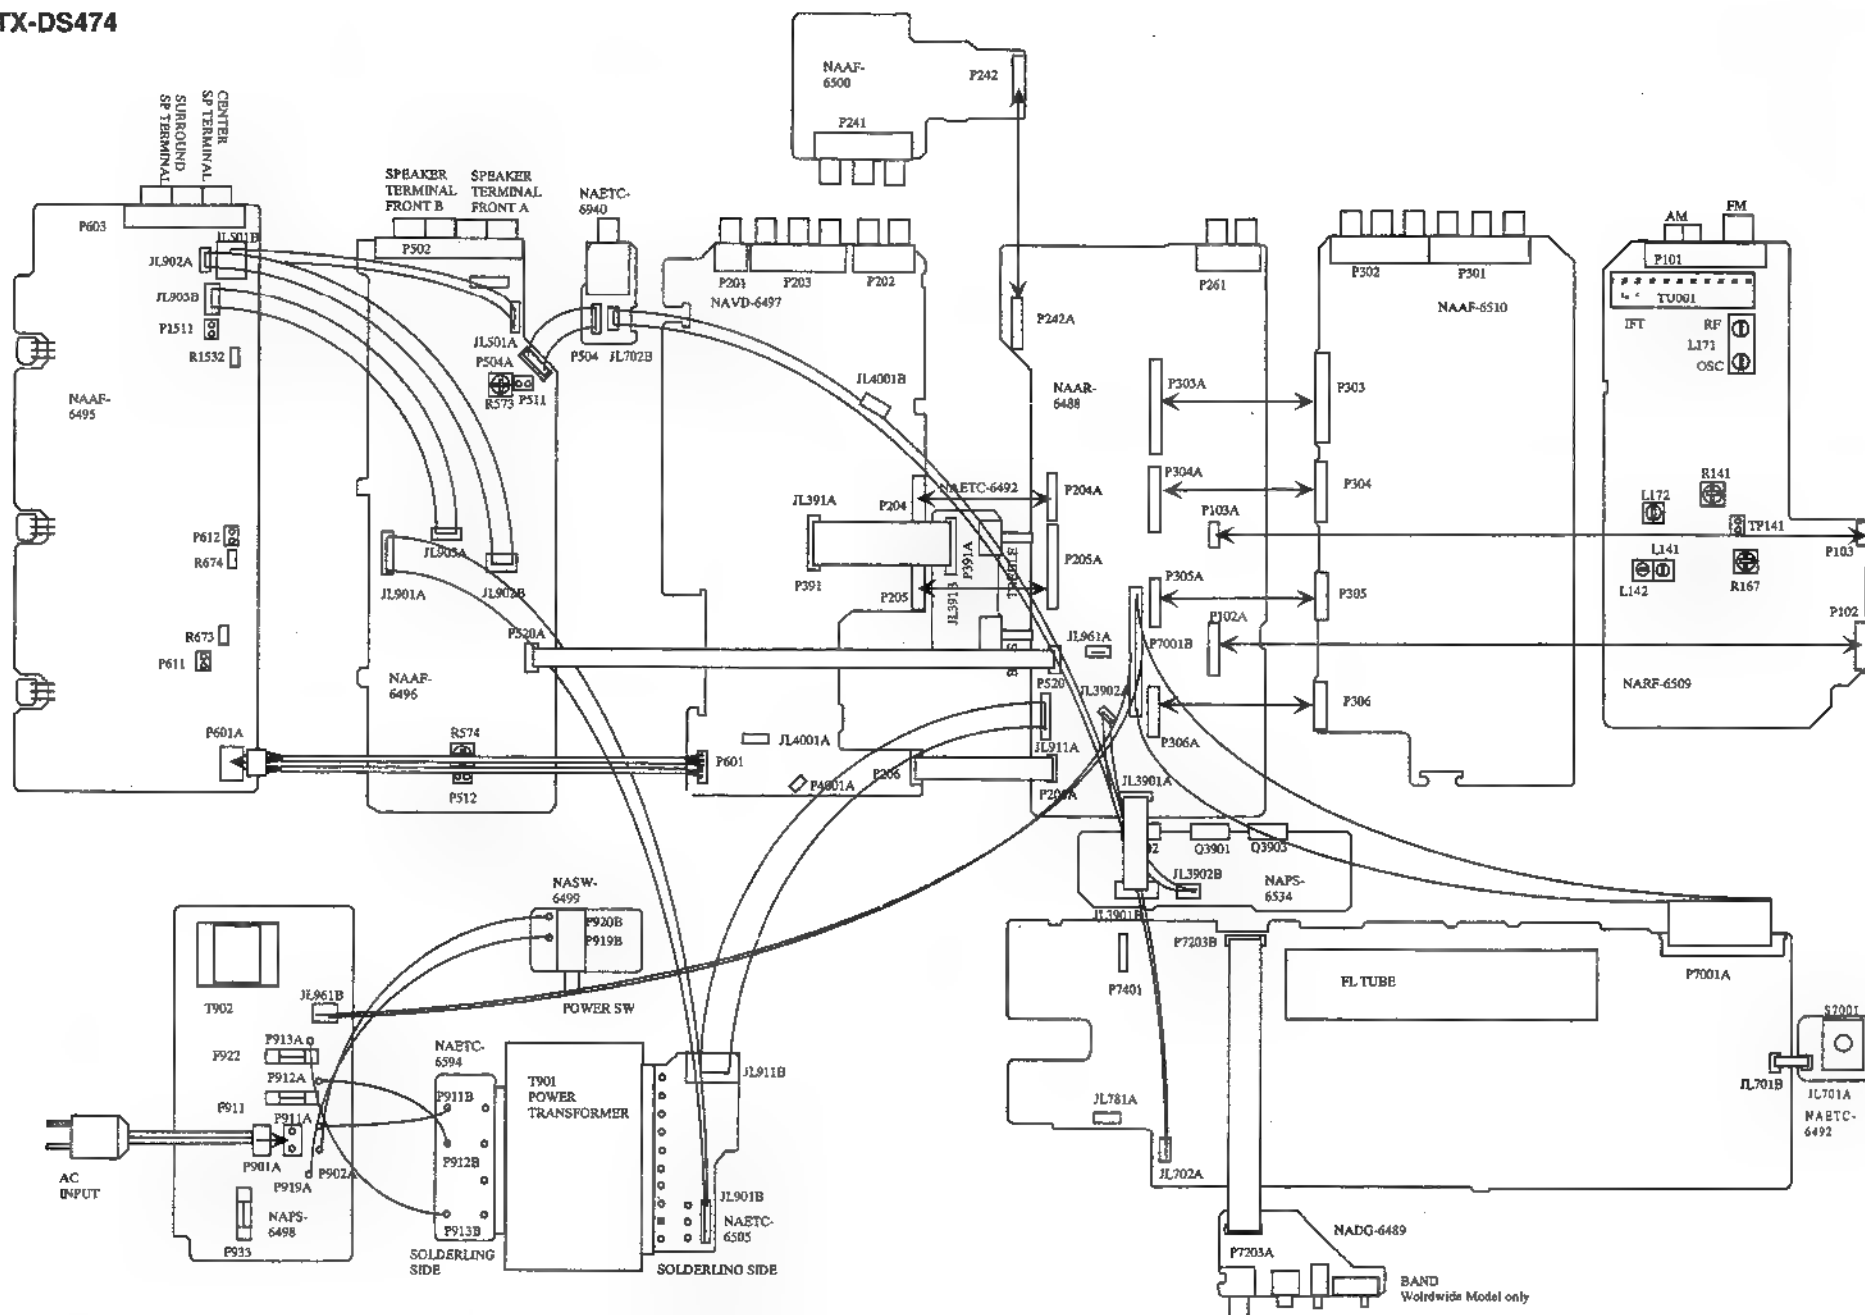 TX-DS474
NAAF-
6500
P242
P241
CENTER
SP TERMINAL
SURROUND
SP TERMINAL
SPEAKER
TERMINAL
FRONT B
SPEAKER
TERMINAL
FRONT A
NAETC-
6940
P603
JL501B
JL902A
JL903B
P1511
R1532
NAAF-
6495
P612
R674
R673
P611
P601A
P502
JL501A
P504A
R573
P511
P504
JL702B
JL903A
JL902B
JL901A
P520A
NAAF-
6496
R574
P512
P201
P203
P202
NAVD-6497
JL4001B
JL391A
P204
NAETC-6492
P391
P391A
JL391B
TREBLE
P205
P601
JL4001A
P4001A
P206
P261
P242A
NAAR-
6488
P303A
P304A
P204A
P103A
P205A
P305A
P102A
JL961A
P7001B
P520
JL3902A
JL911A
P306A
P206A
JL3901A
P302
P301
NAAF-6510
P303
P304
P305
P306
AM
FM
P101
TU001
IFT
RF
L171
OSC
R141
L172
TP141
L141
L142
R167
P103
P102
NARF-6509
Q3901
Q3903
JL3902B
NAPS-
6534
JL3901B
NASW-
6499
P920B
P919B
POWER SW
T902
JL961B
P913A
F922
P912A
F911
P911A
P901A
P902A
P919A
NAPS-
6498
F933
AC
INPUT
NAETC-
6594
P911B
P912B
P913B
SOLDERLING
SIDE
T901
POWER
TRANSFORMER
JL911B
JL901B
NAETC-
6505
SOLDERLING SIDE
P7203B
P7401
FL TUBE
P7001A
S7001
JL701B
JL701A
NAETC-
6492
JL781A
JL702A
P7203A
NADG-6489
BAND
Wolrdwide Model only